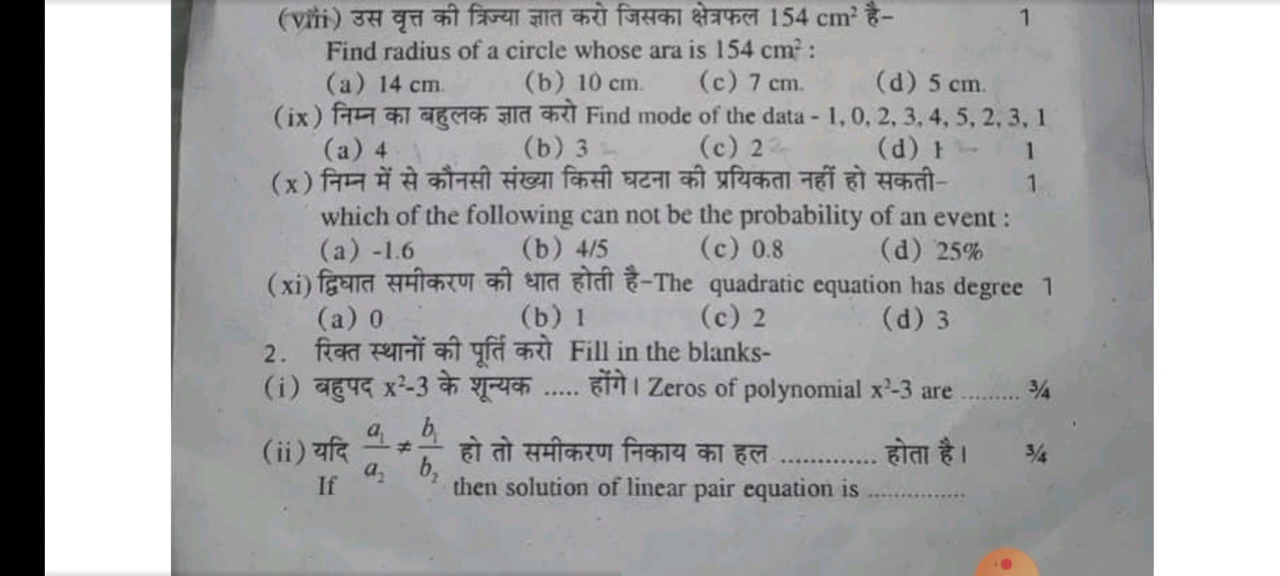 (viii) उस वृत्त की त्रिज्या ज्ञात करो जिसका क्षेत्रफल 154 cm² है- 1
Find radius of a circle whose ara is 154 cm² :
(a) 14 cm. (b) 10 cm. (c) 7 cm. (d) 5 cm.
(ix) निम्न का बहुलक ज्ञात करो Find mode of the data - 1, 0, 2, 3, 4, 5, 2, 3, 1
(a) 4 (b) 3 (c) 2 (d) 1 1
(x) निम्न में से कौनसी संख्या किसी घटना की प्रयिकता नहीं हो सकती- 1
which of the following can not be the probability of an event :
(a) -1.6 (b) 4/5 (c) 0.8 (d) 25%
(xi) द्विघात समीकरण की धात होती है-The quadratic equation has degree 1
(a) 0 (b) 1 (c) 2 (d) 3
2. रिक्त स्थानों की पूर्ति करो Fill in the blanks-
(i) बहुपद x²-3 के शून्यक ..... होंगे। Zeros of polynomial x²-3 are ......... ¾
(ii) यदि a₁/a₂ ≠ b₁/b₂ हो तो समीकरण निकाय का हल ............. होता है। ¾
If then solution of linear pair equation is ...............